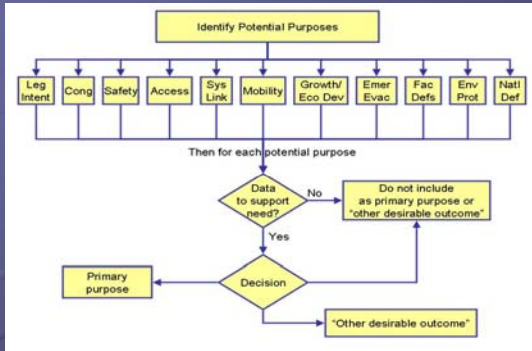 Identify Potential Purposes
Leg
Intent
Cong
Safety
Access
Sys
Link
Mobility
Growth/
Eco Dev
Emer
Evac
Fac
Defs
Env
Prot
Natl
Def
Then for each potential purpose
Data
to support
need?
No
Do not include
as primary purpose or
"other desirable outcome"
Yes
Primary
purpose
Decision
"Other desirable outcome"